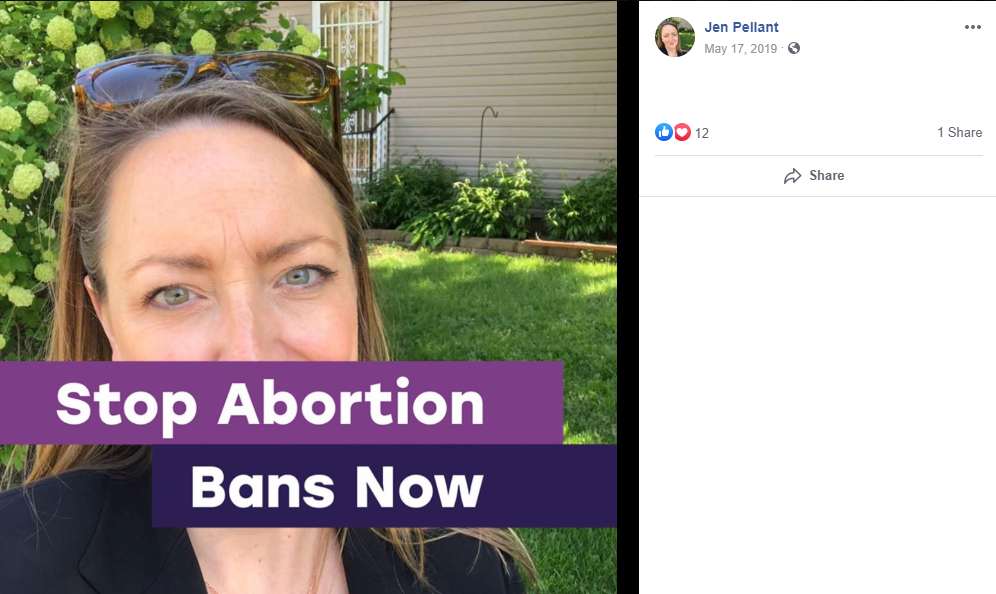 Stop Abortion
Bans Now
Jen Pellant
May 17, 2019
12
1 Share
Share